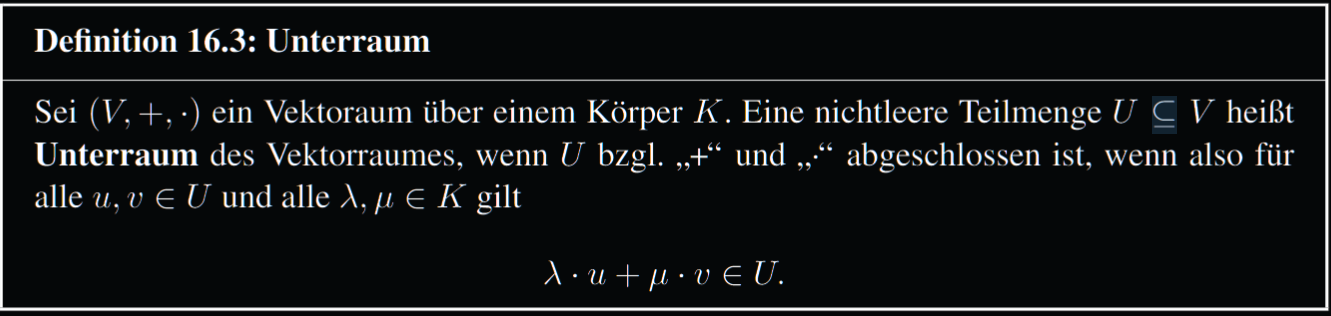 Definition 16.3: Unterraum
Sei (V, +, ·) ein Vektoraum über einem Körper K. Eine nichtleere Teilmenge U ⊆ V heißt
Unterraum des Vektorraumes, wenn U bzgl. „+“ und „·“ abgeschlossen ist, wenn also für
alle u, v ∈ U und alle λ, μ ∈ K gilt
λ · u + μ · v ∈ U.